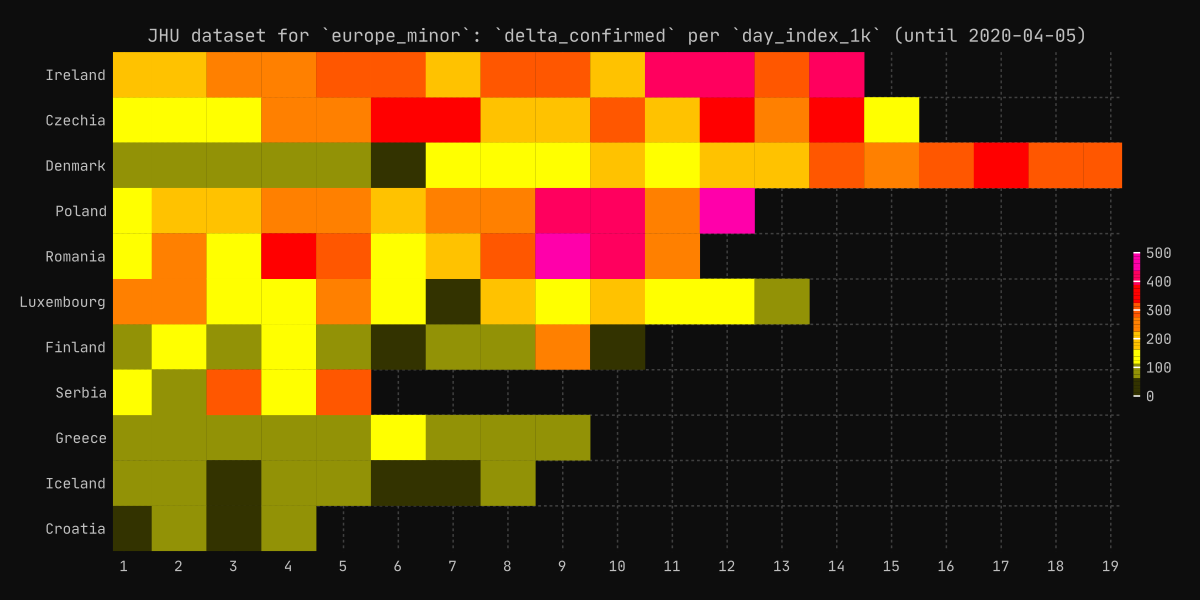 JHU dataset for `europe_minor`: `delta_confirmed` per `day_index_1k` (until 2020-04-05)
Ireland
Czechia
Denmark
Poland
Romania
Luxembourg
Finland
Serbia
Greece
Iceland
Croatia
1 2 3 4 5 6 7 8 9 10 11 12 13 14 15 16 17 18 19
500
400
300
200
100
0